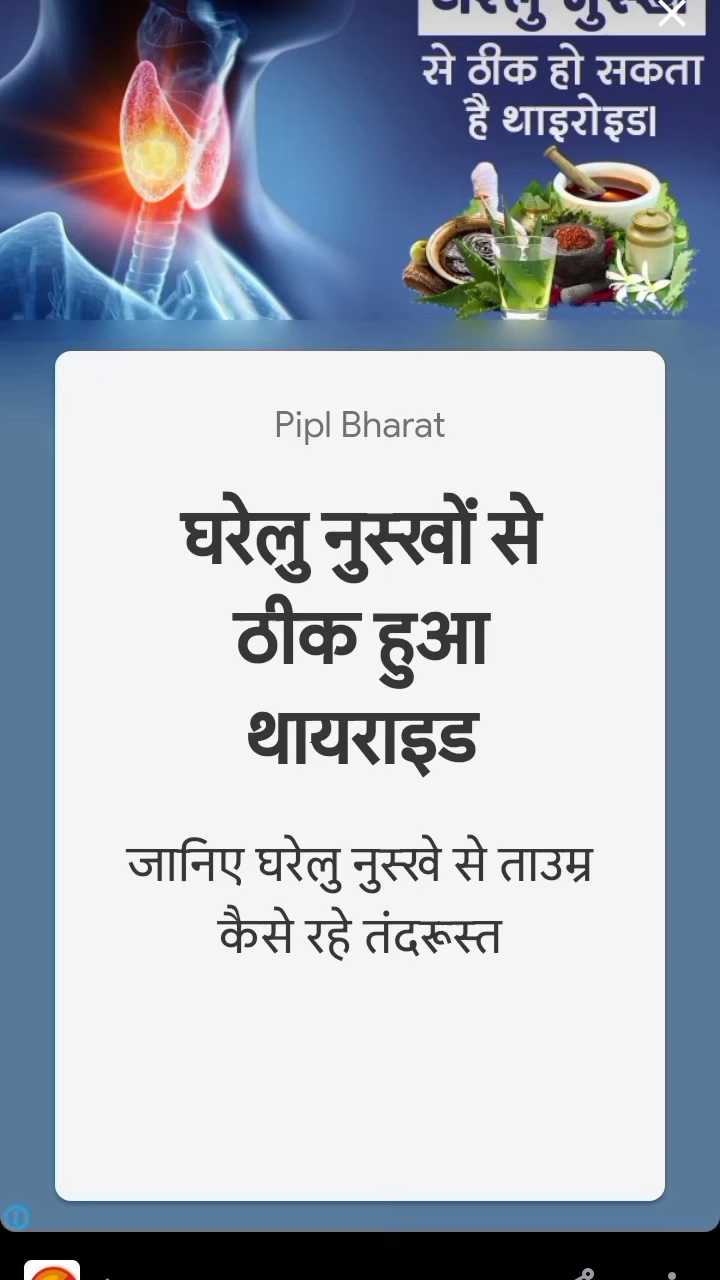 से ठीक हो सकता
है थाइरोइड।
Pipl Bharat
घरेलु नुस्खों से
ठीक हुआ
थायराइड
जानिए घरेलु नुस्खे से ताउम्र
कैसे रहे तंदरूस्त